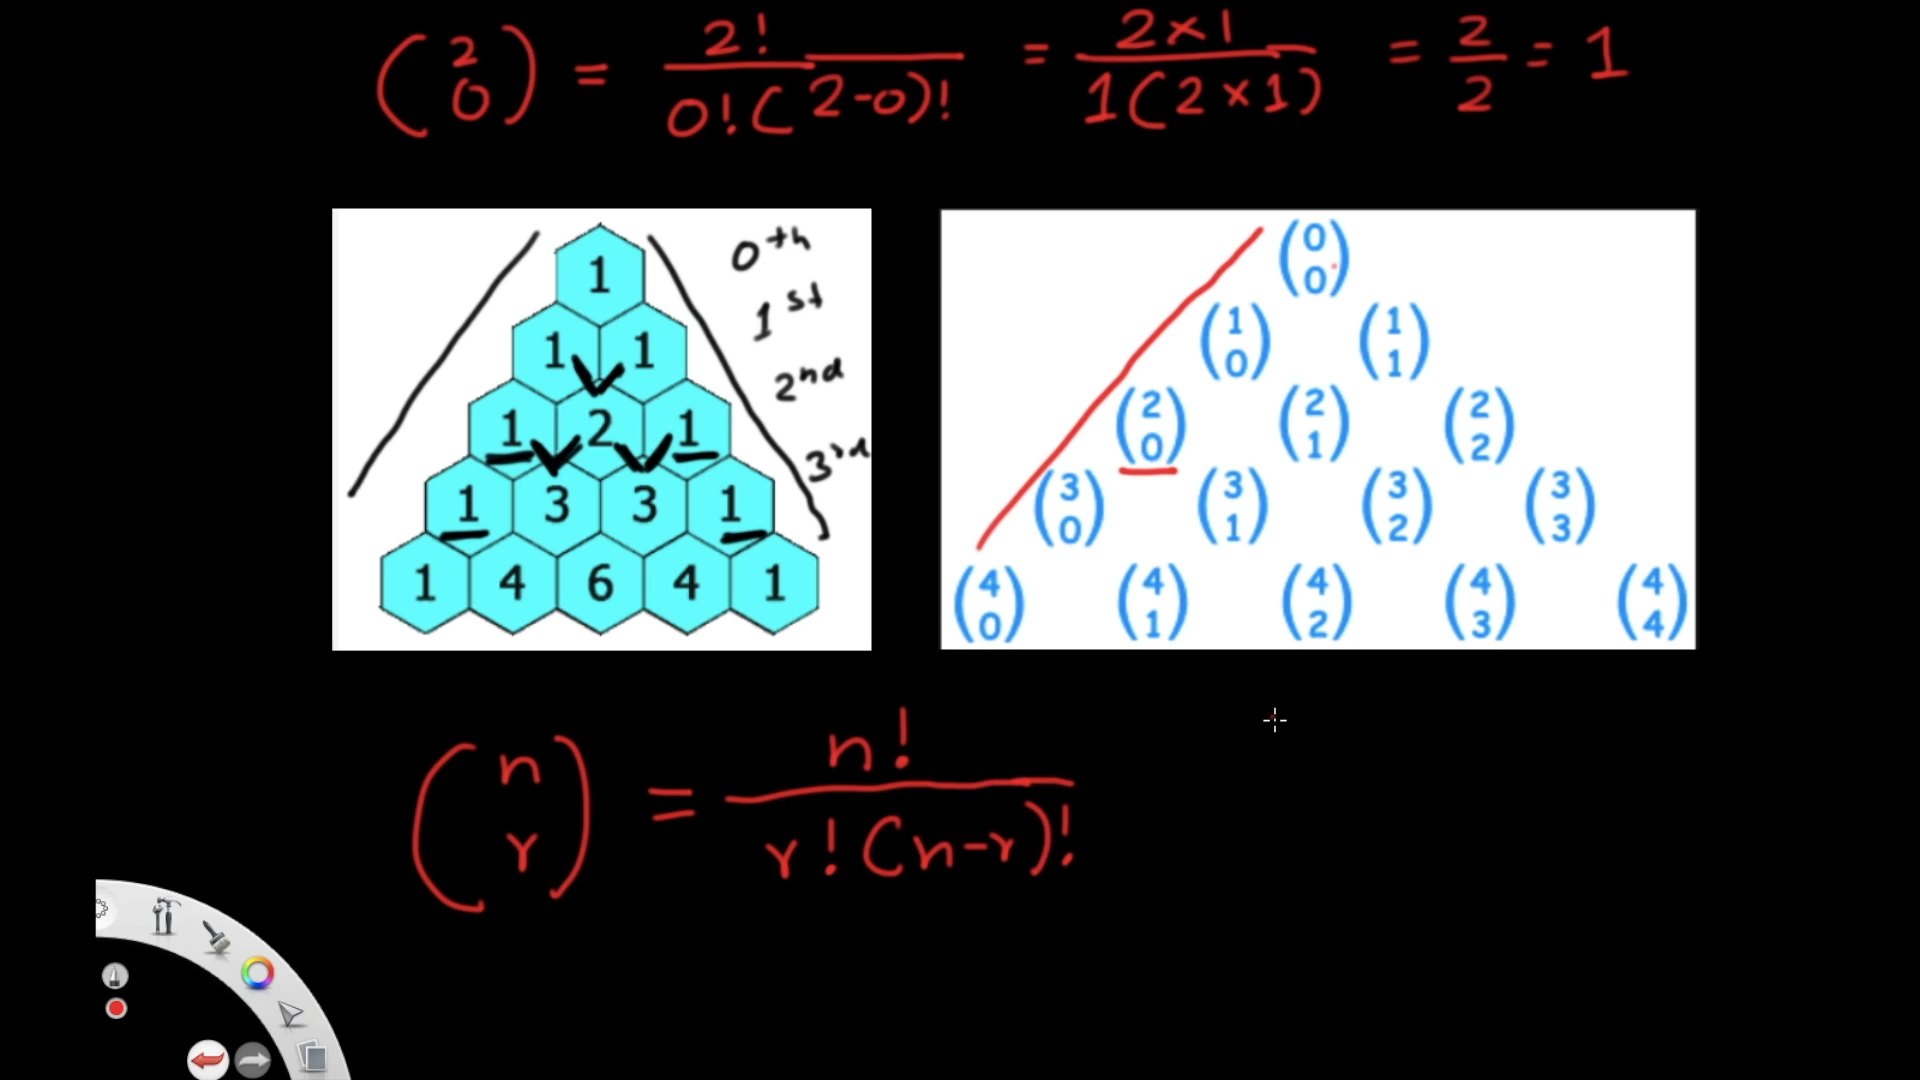 (2 0) = 2! / 0!(2-0)! = 2×1 / 1(2×1) = 2/2 = 1
1
1 1
1 2 1
1 3 3 1
1 4 6 4 1
0th
1st
2nd
3rd
(0 0)
(1 0) (1 1)
(2 0) (2 1) (2 2)
(3 0) (3 1) (3 2) (3 3)
(4 0) (4 1) (4 2) (4 3) (4 4)
(n r) = n! / r!(n-r)!